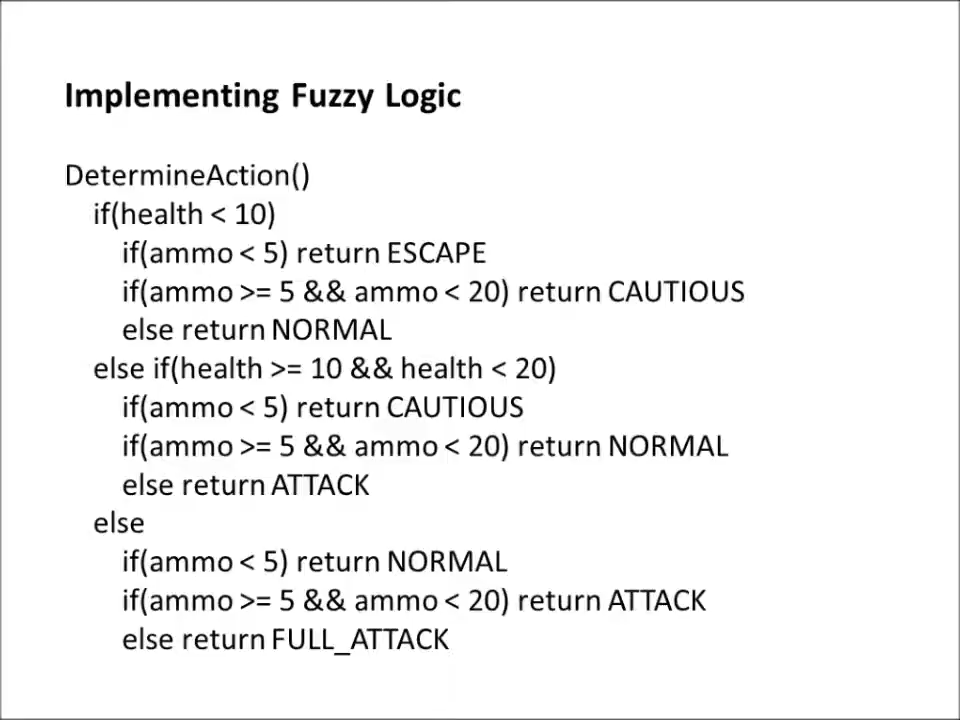 Implementing Fuzzy Logic
DetermineAction()
if(health < 10)
if(ammo < 5) return ESCAPE
if(ammo >= 5 && ammo < 20) return CAUTIOUS
else return NORMAL
else if(health >= 10 && health < 20)
if(ammo < 5) return CAUTIOUS
if(ammo >= 5 && ammo < 20) return NORMAL
else return ATTACK
else
if(ammo < 5) return NORMAL
if(ammo >= 5 && ammo < 20) return ATTACK
else return FULL_ATTACK